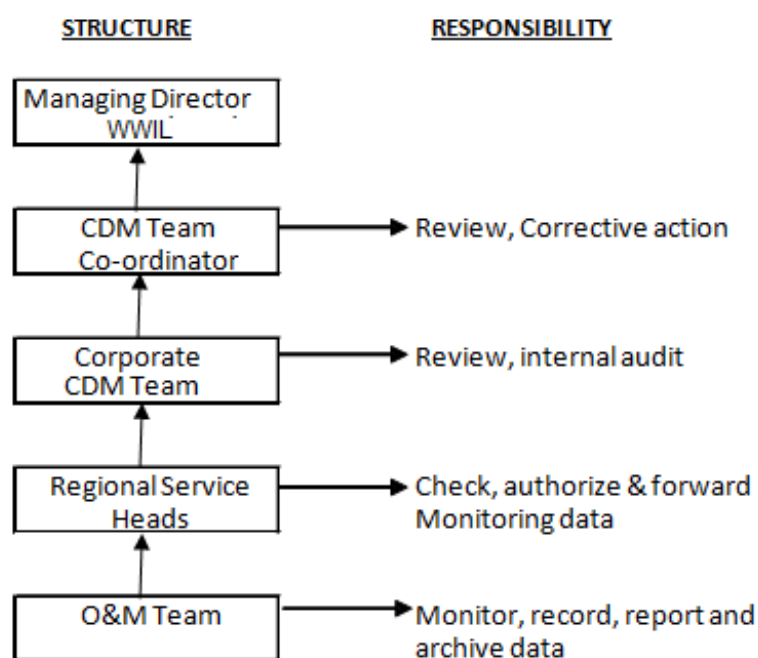 STRUCTURE RESPONSIBILITY
Managing Director
WWIL
CDM Team
Co-ordinator
Review, Corrective action
Corporate
CDM Team
Review, internal audit
Regional Service
Heads
Check, authorize & forward
Monitoring data
O&M Team
Monitor, record, report and
archive data